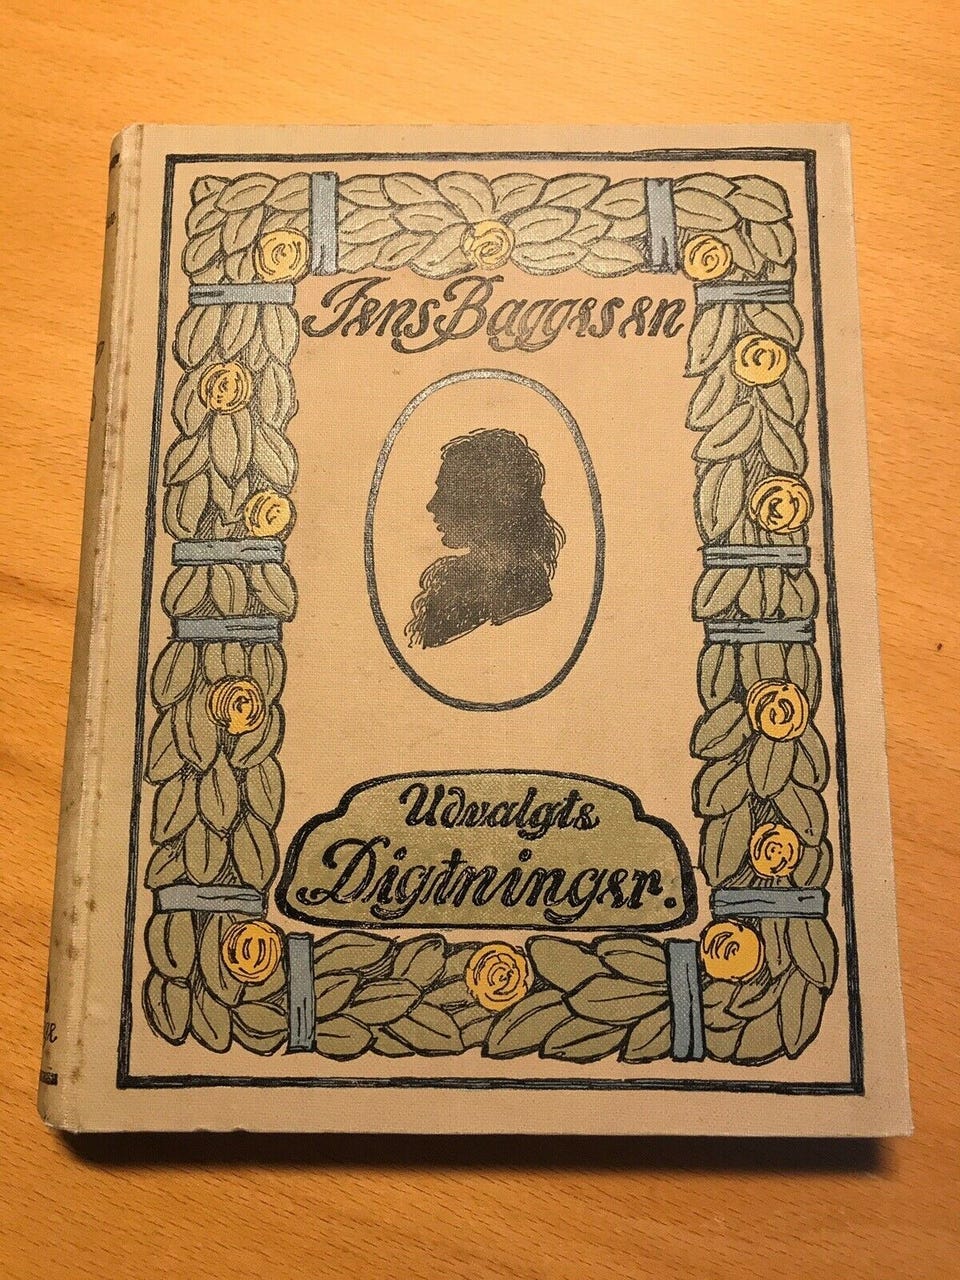 Jens Baggesen
Udvalgte
Digtninger.